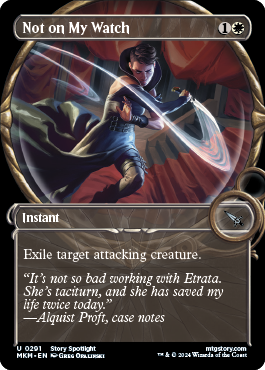 Not on My Watch 1
Instant
Exile target attacking creature.
“It’s not so bad working with Etrata.
She’s taciturn, and she has saved my
life twice today.”
—Alquist Proft, case notes
U 0291 Story Spotlight mtgstory.com
MKM • EN Greg Opalinski ™ & © 2024 Wizards of the Coast